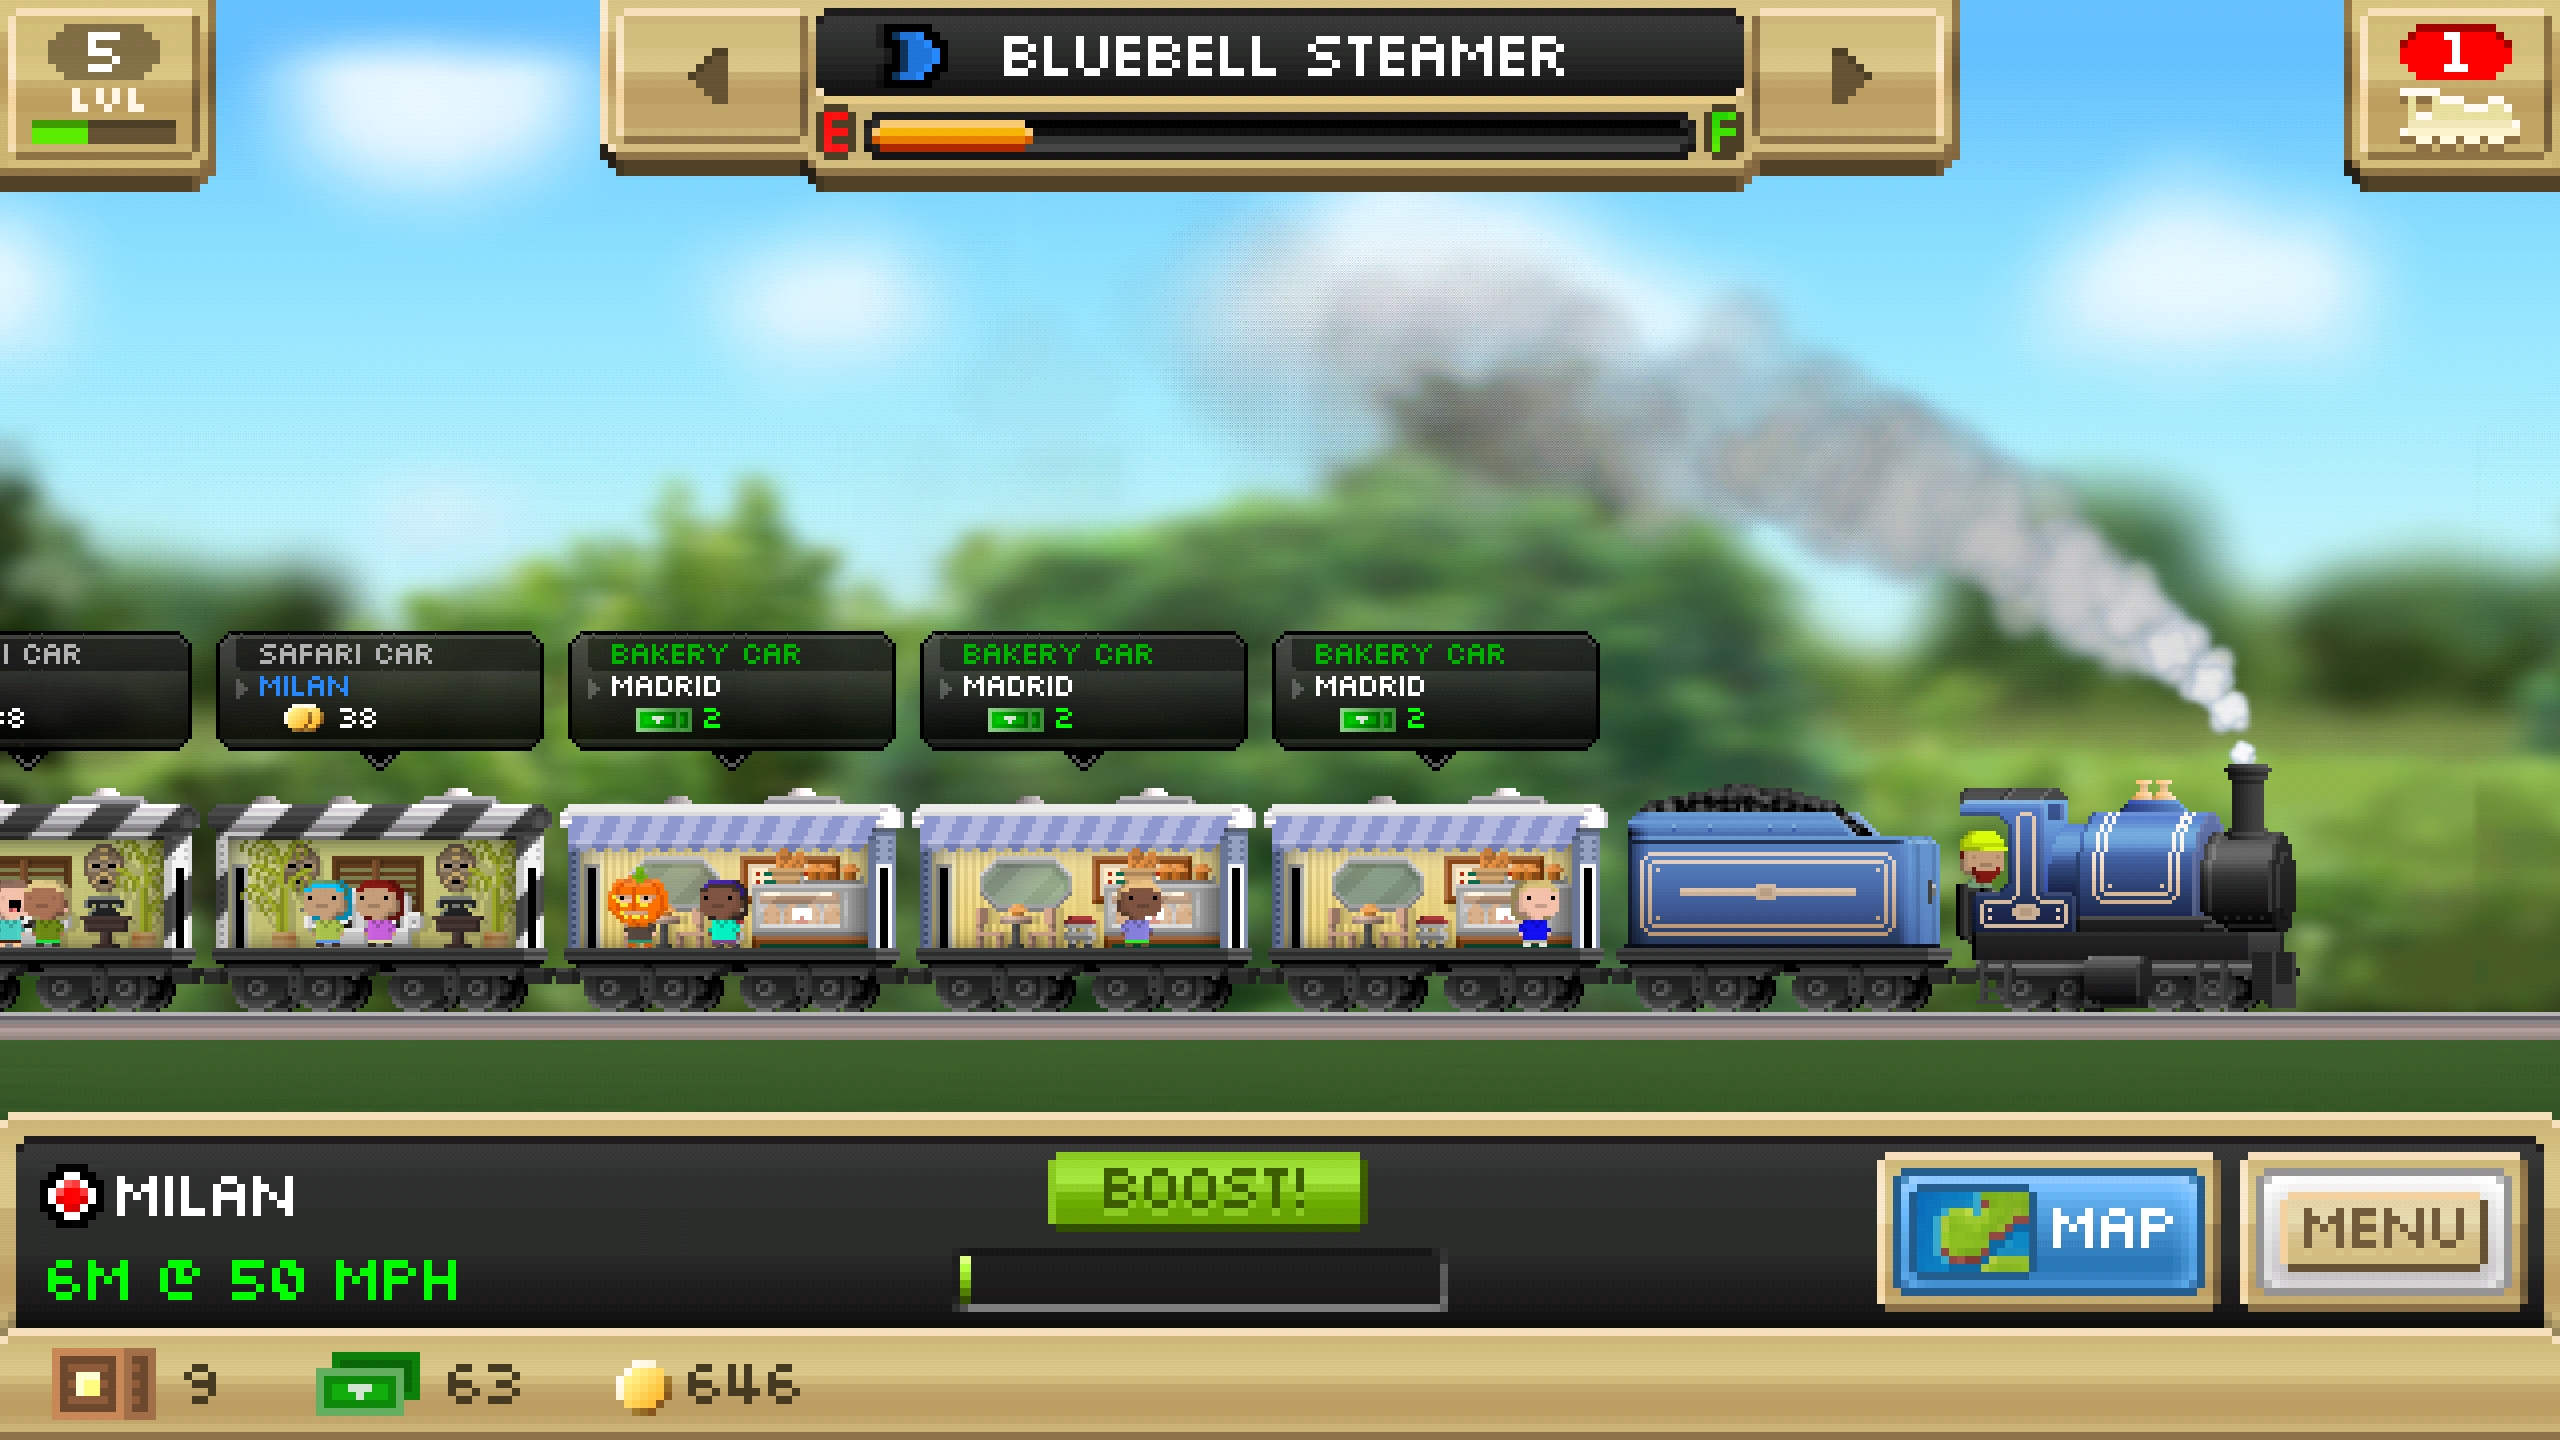 5
LVL
BLUEBELL STEAMER
E F
1
I CAR
38
SAFARI CAR
MILAN
38
BAKERY CAR
MADRID
2
BAKERY CAR
MADRID
2
BAKERY CAR
MADRID
2
MILAN
6M @ 50 MPH
BOOST!
MAP
MENU
9
63
646